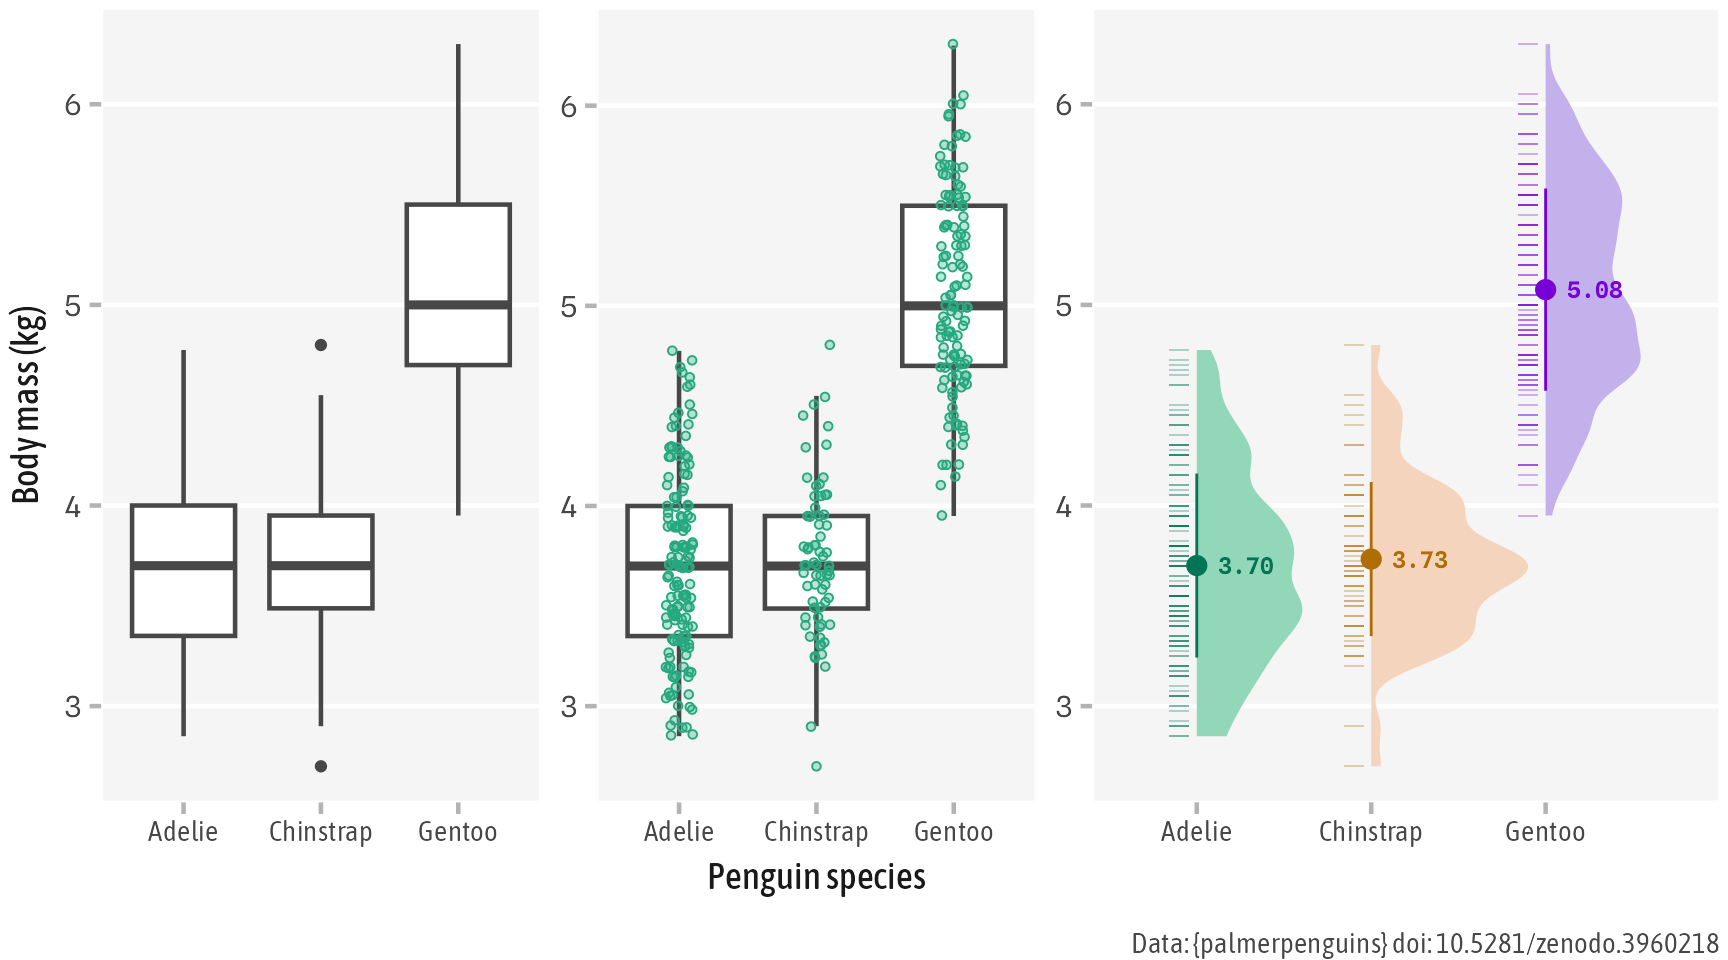 Body mass (kg)
6
5
4
3
Adelie
Chinstrap
Gentoo
6
5
4
3
Adelie
Chinstrap
Gentoo
6
5
4
3
3.70
3.73
5.08
Adelie
Chinstrap
Gentoo
Penguin species
Data: {palmerpenguins} doi: 10.5281/zenodo.3960218